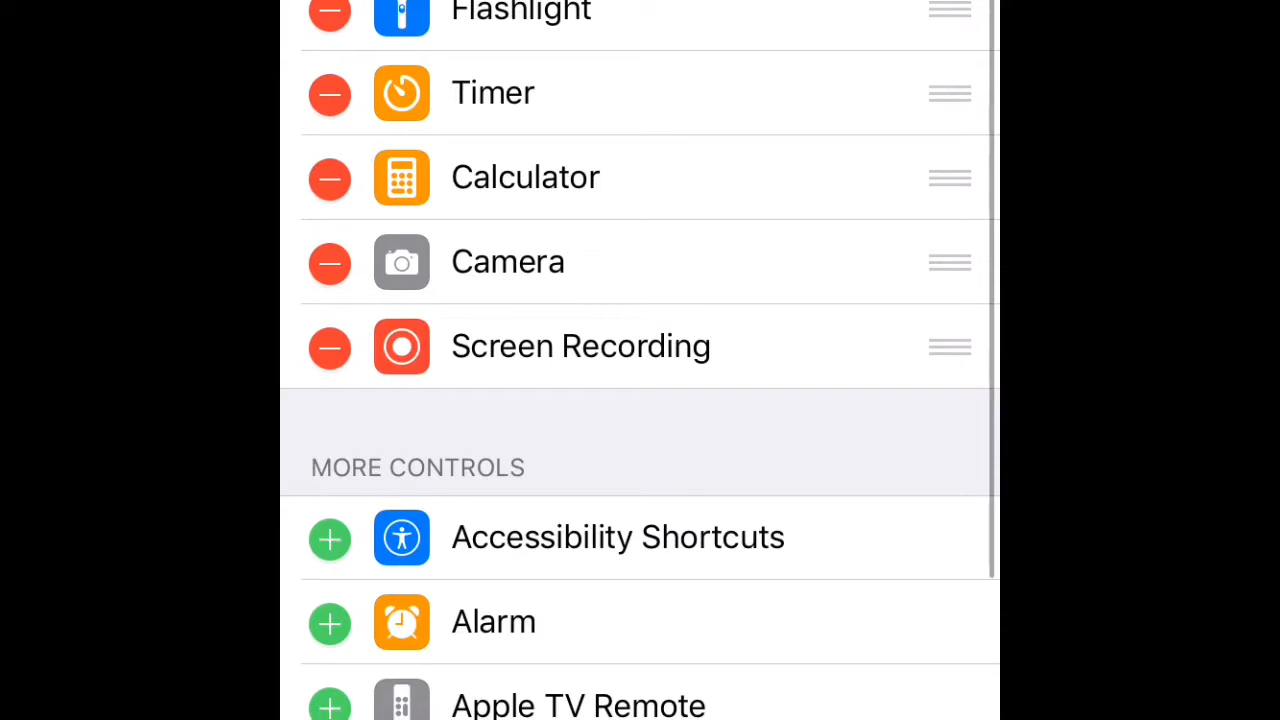 Flashlight
Timer
Calculator
Camera
Screen Recording
MORE CONTROLS
Accessibility Shortcuts
Alarm
Apple TV Remote